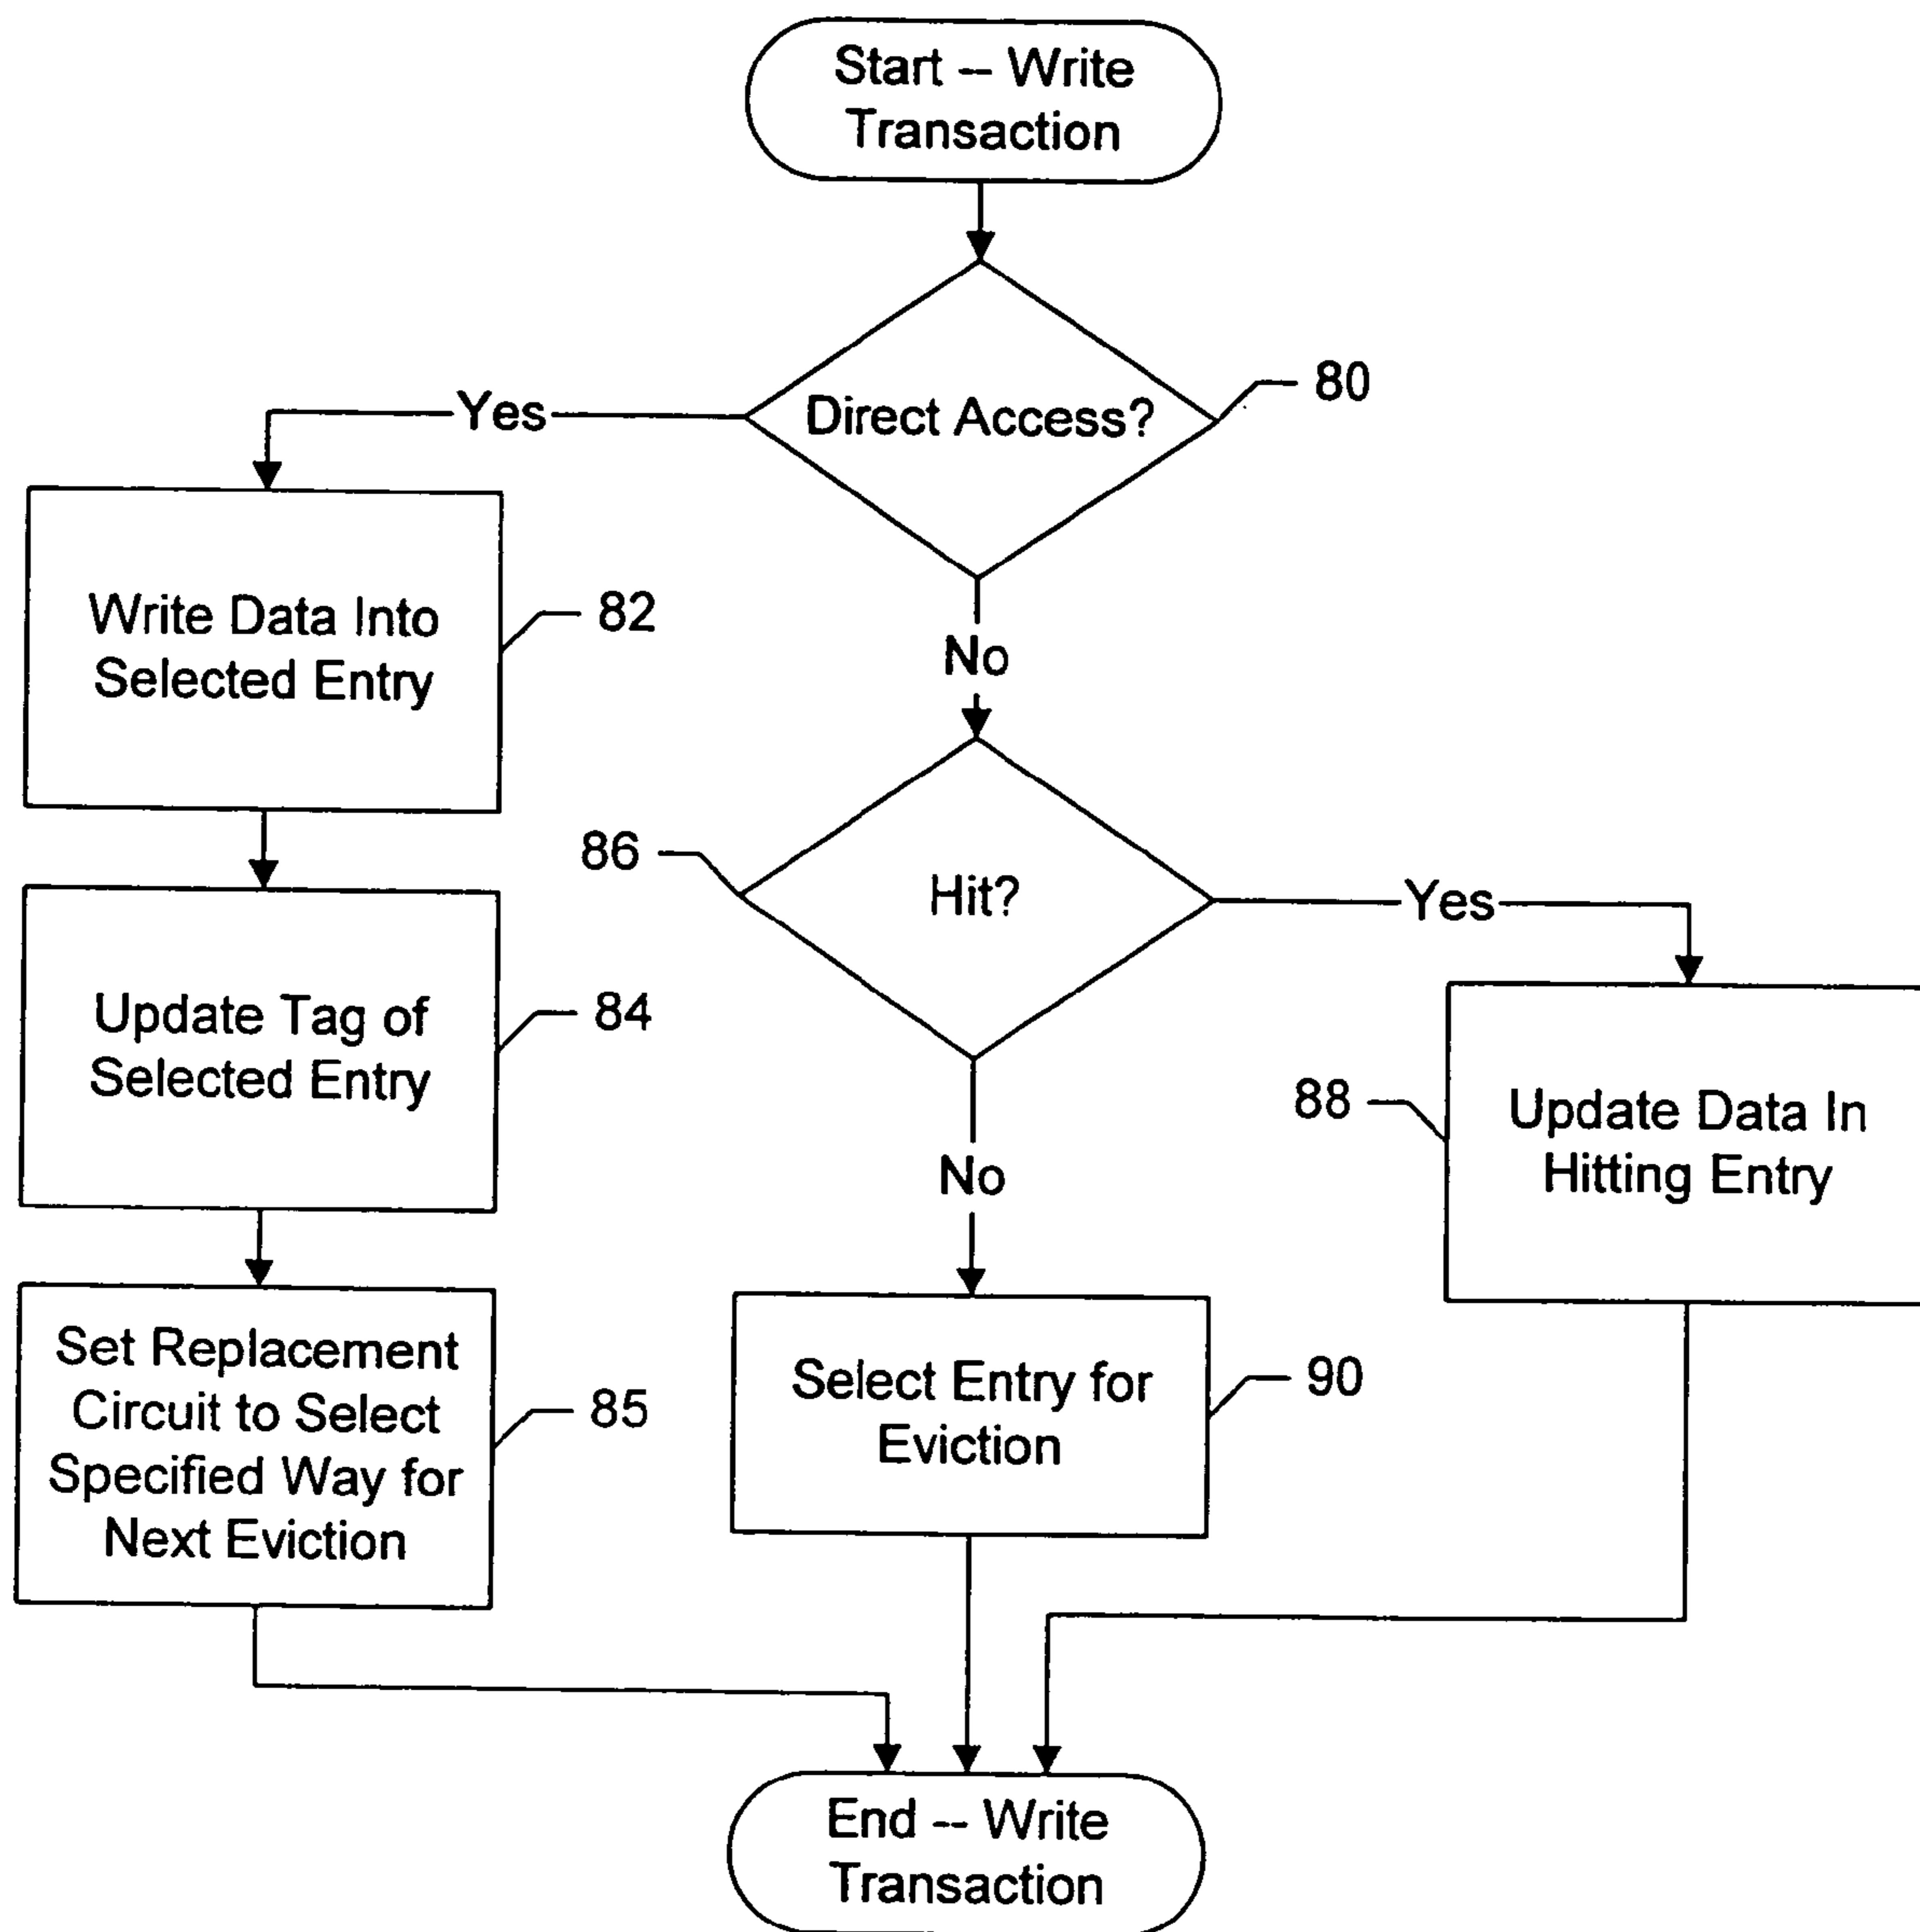 Start -- Write
Transaction
Direct Access?
80
Yes
No
Write Data Into
Selected Entry
82
86
Hit?
Yes
Update Tag of
Selected Entry
84
88
Update Data In
Hitting Entry
No
Set Replacement
Circuit to Select
Specified Way for
Next Eviction
85
Select Entry for
Eviction
90
End -- Write
Transaction